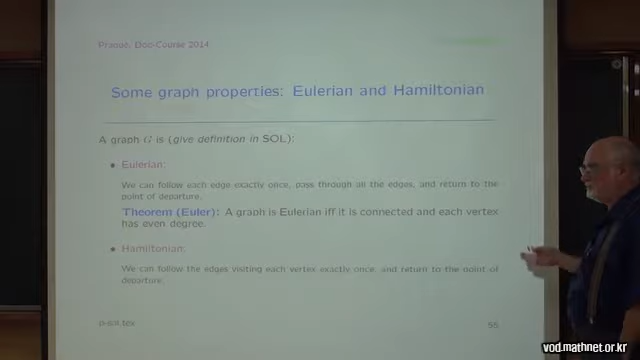 Prague, Doc-Course 2014
Some graph properties: Eulerian and Hamiltonian
A graph G is (give definition in SOL):
• Eulerian:
We can follow each edge exactly once, pass through all the edges, and return to the
point of departure.
Theorem (Euler): A graph is Eulerian iff it is connected and each vertex
has even degree.
• Hamiltonian:
We can follow the edges visiting each vertex exactly once, and return to the point of
departure.
55
vod.mathnet.or.kr